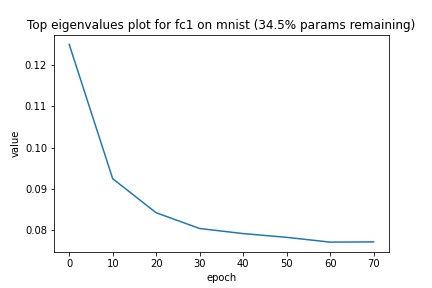 Top eigenvalues plot for fc1 on mnist (34.5% params remaining)
0.12
0.11
0.10
0.09
0.08
value
0 10 20 30 40 50 60 70
epoch